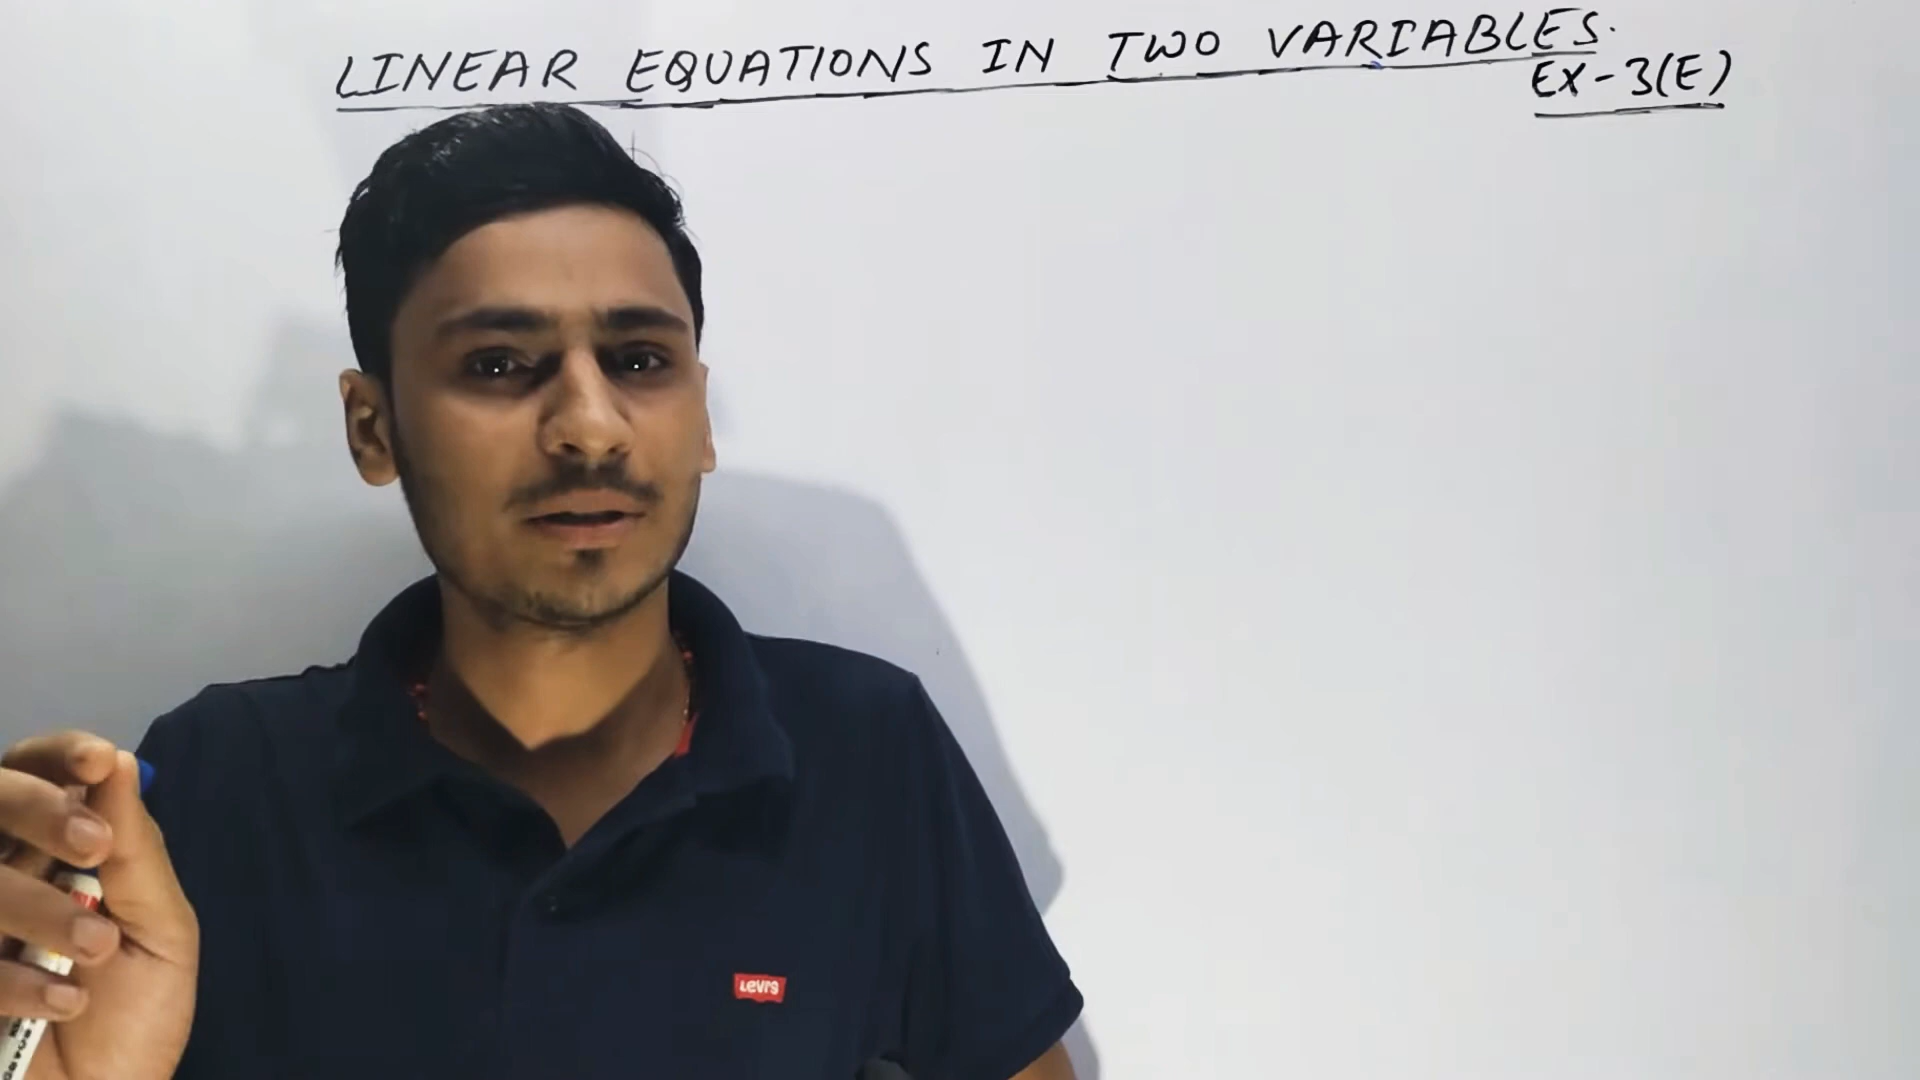 LINEAR EQUATIONS IN TWO VARIABLES.
EX-3(E)
Levi's